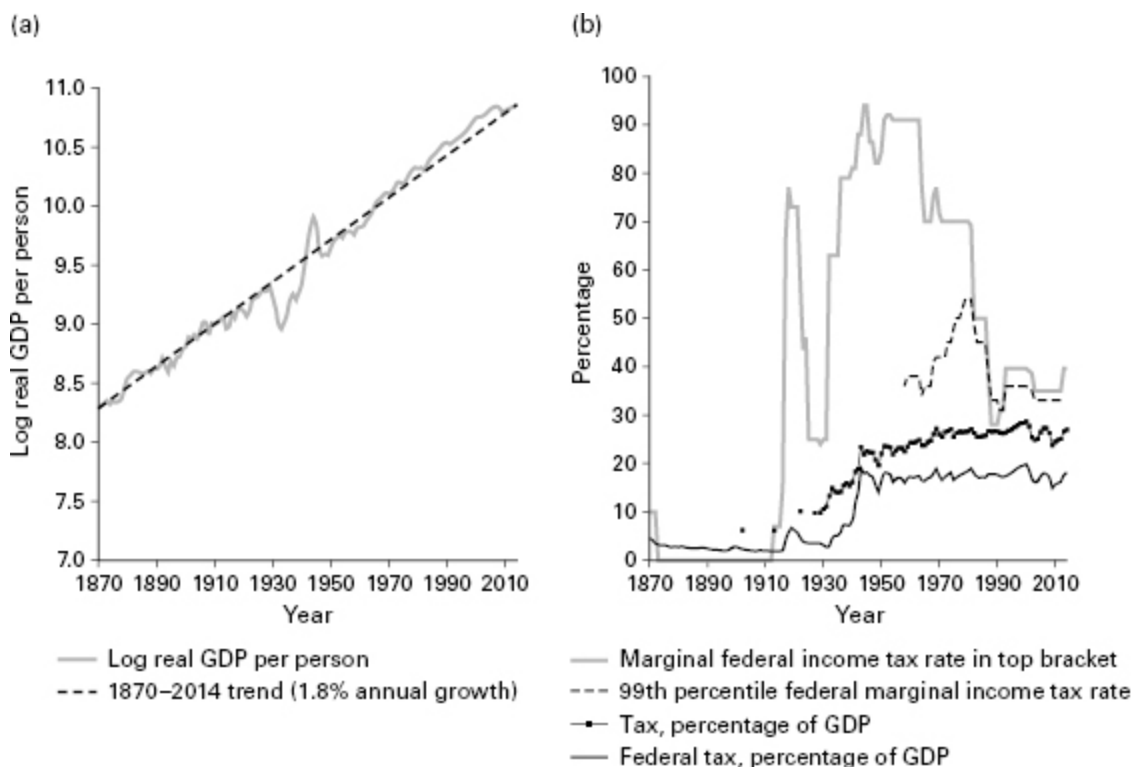 (a)
11.0
10.5
10.0
9.5
9.0
8.5
8.0
7.5
7.0
Log real GDP per person
1870 1890 1910 1930 1950 1970 1990 2010
Year
Log real GDP per person
1870–2014 trend (1.8% annual growth)
(b)
100
90
80
70
60
50
40
30
20
10
0
Percentage
1870 1890 1910 1930 1950 1970 1990 2010
Year
Marginal federal income tax rate in top bracket
99th percentile federal marginal income tax rate
Tax, percentage of GDP
Federal tax, percentage of GDP